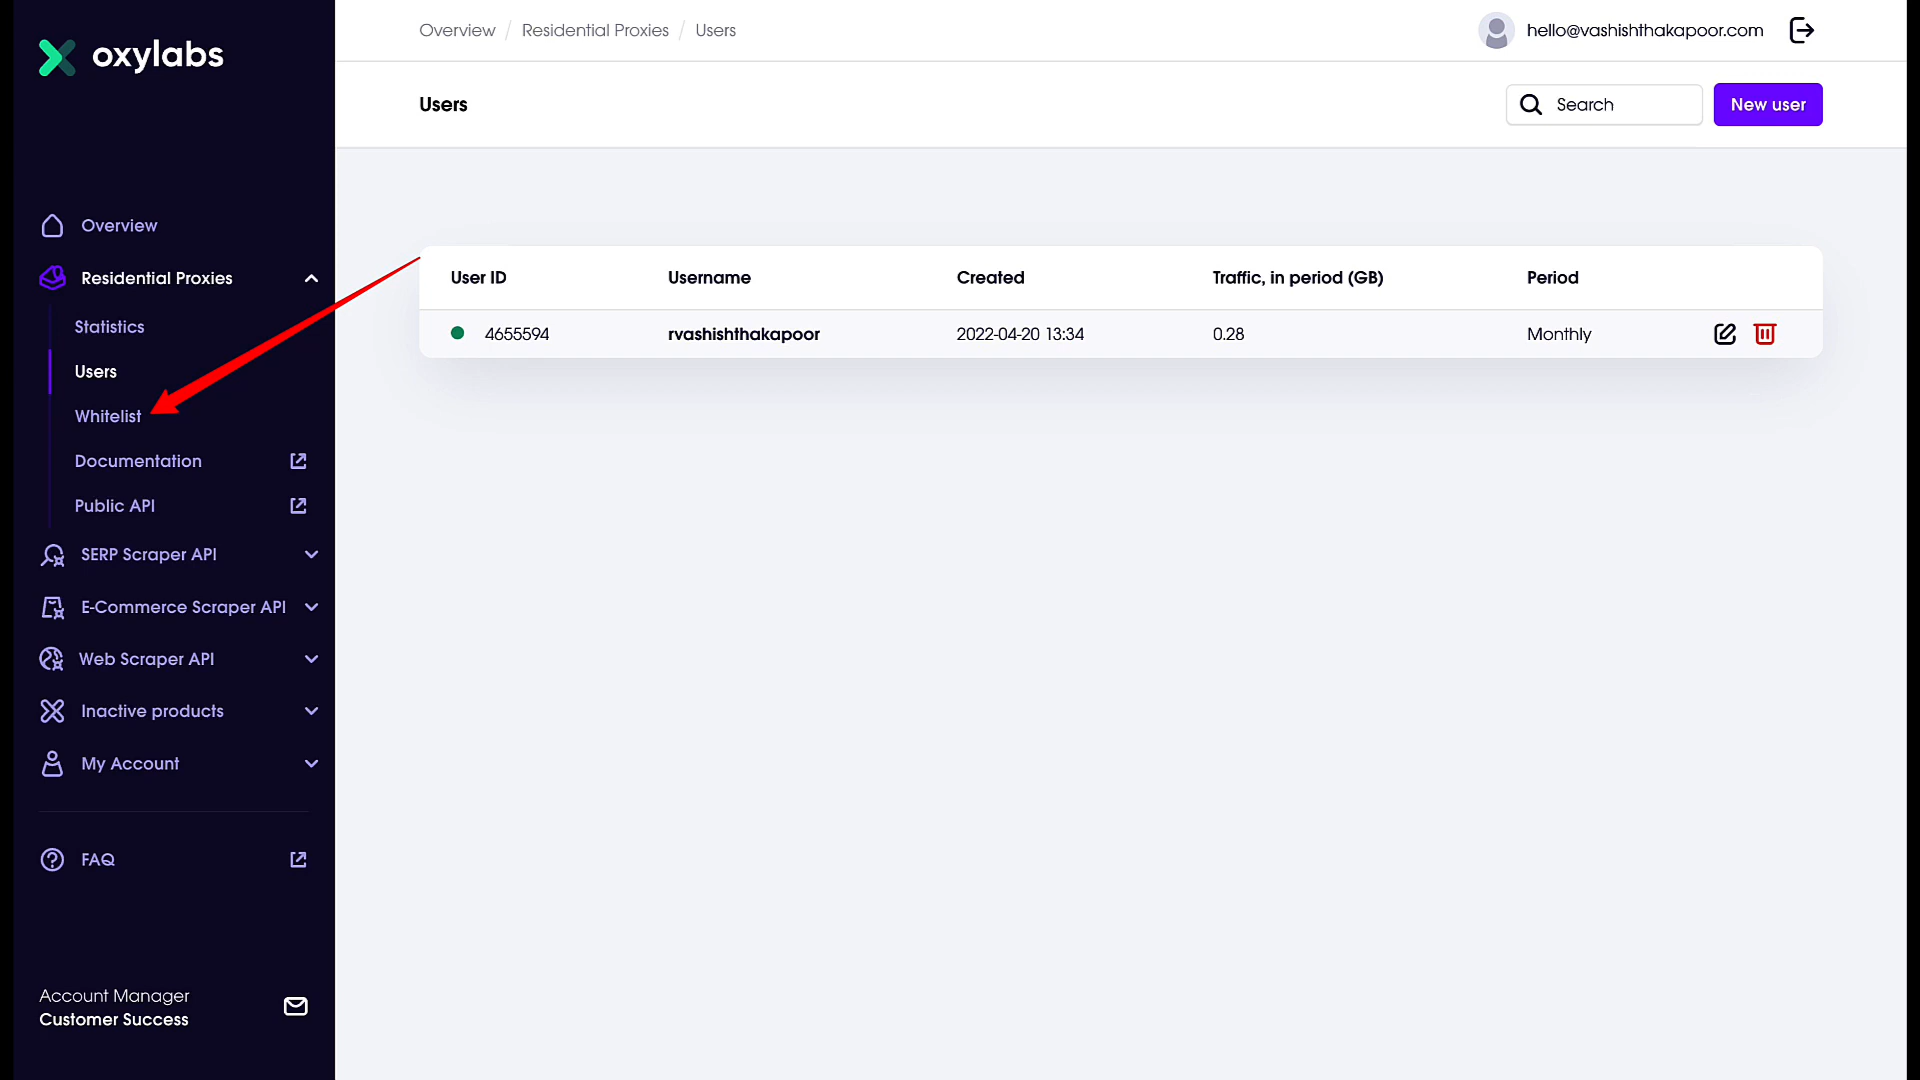 oxylabs
Overview / Residential Proxies / Users
hello@vashishthakapoor.com
Users
Search
New user
Overview
Residential Proxies
Statistics
Users
Whitelist
Documentation
Public API
SERP Scraper API
E-Commerce Scraper API
Web Scraper API
Inactive products
My Account
FAQ
Account Manager
Customer Success
User ID Username Created Traffic, in period (GB) Period
4655594 rvashishthakapoor 2022-04-20 13:34 0.28 Monthly